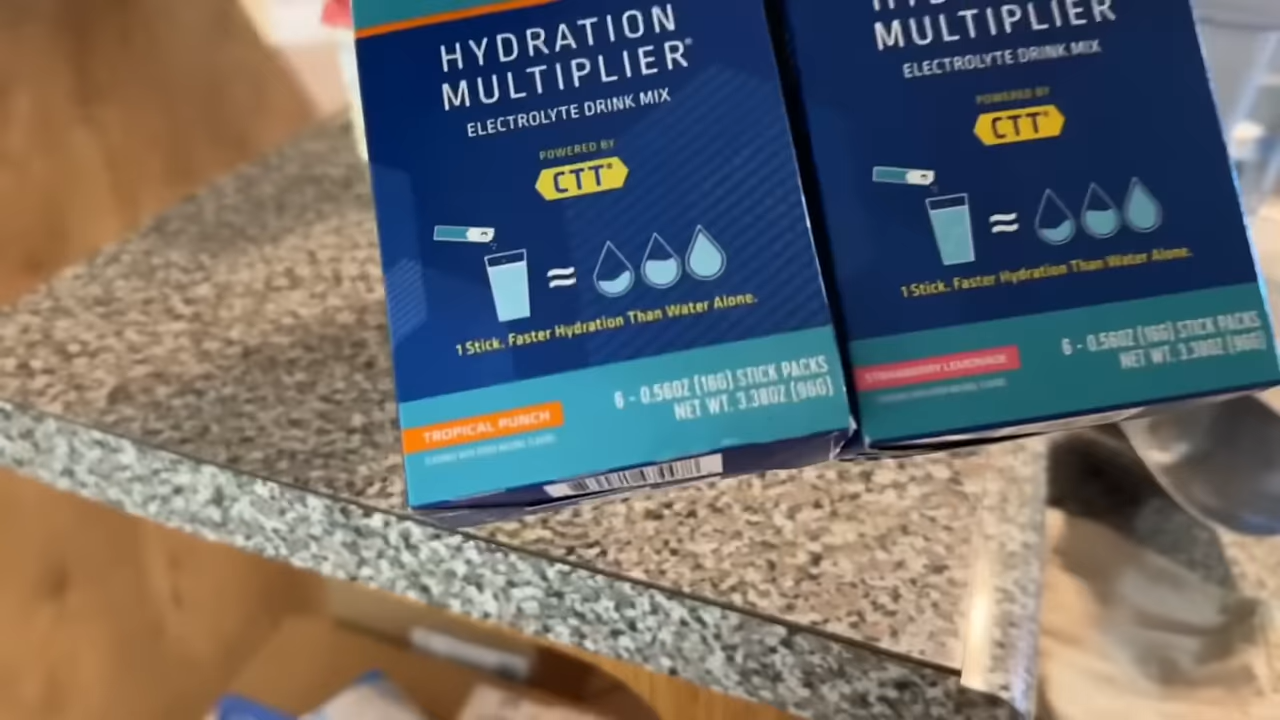 HYDRATION
MULTIPLIER®
ELECTROLYTE DRINK MIX
POWERED BY
CTT®
1 Stick. Faster Hydration Than Water Alone.
6 - 0.56OZ (16G) STICK PACKS
NET WT. 3.38OZ (96G)
TROPICAL PUNCH
MULTIPLIER
ELECTROLYTE DRINK MIX
POWERED BY
CTT®
1 Stick. Faster Hydration Than Water Alone.
6 - 0.56OZ (16G) STICK PACKS
NET WT. 3.38OZ (96G)
STRAWBERRY LEMONADE